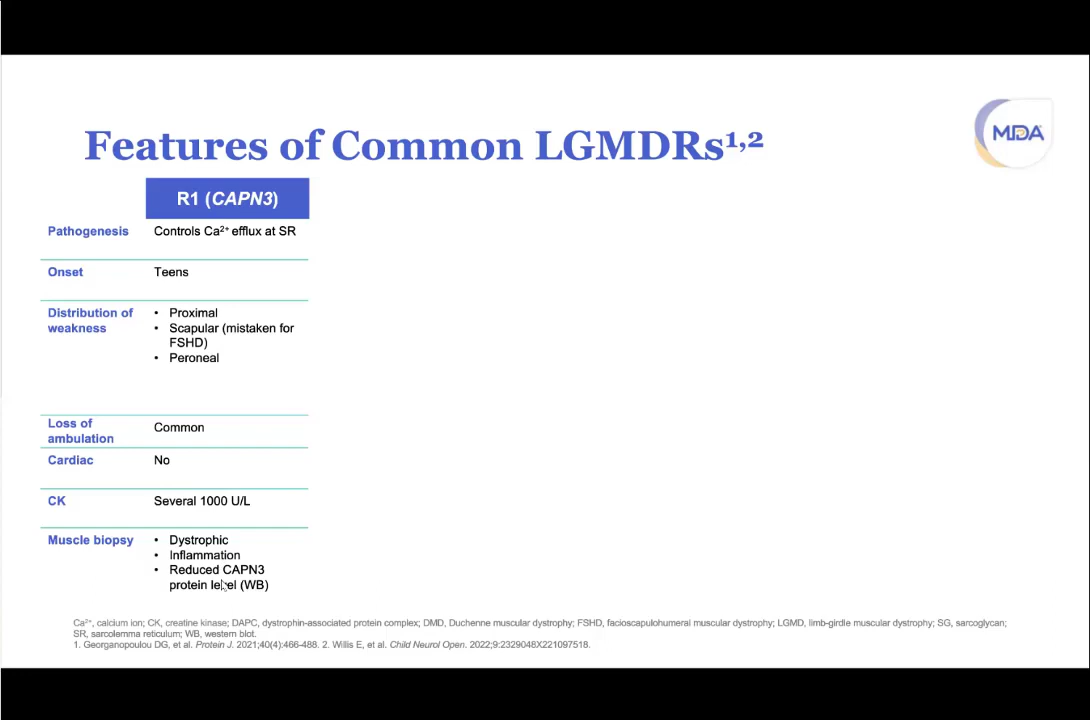 Features of Common LGMDRs¹,²
MDA
R1 (CAPN3)
Pathogenesis Controls Ca²⁺ efflux at SR
Onset Teens
Distribution of weakness
• Proximal
• Scapular (mistaken for
FSHD)
• Peroneal
Loss of ambulation Common
Cardiac No
CK Several 1000 U/L
Muscle biopsy
• Dystrophic
• Inflammation
• Reduced CAPN3
protein level (WB)
Ca²⁺, calcium ion; CK, creatine kinase; DAPC, dystrophin-associated protein complex; DMD, Duchenne muscular dystrophy; FSHD, facioscapulohumeral muscular dystrophy; LGMD, limb-girdle muscular dystrophy; SG, sarcoglycan;
SR, sarcolemma reticulum; WB, western blot.
1. Georganopoulou DG, et al. Protein J. 2021;40(4):466-488. 2. Willis E, et al. Child Neurol Open. 2022;9:2329048X221097518.